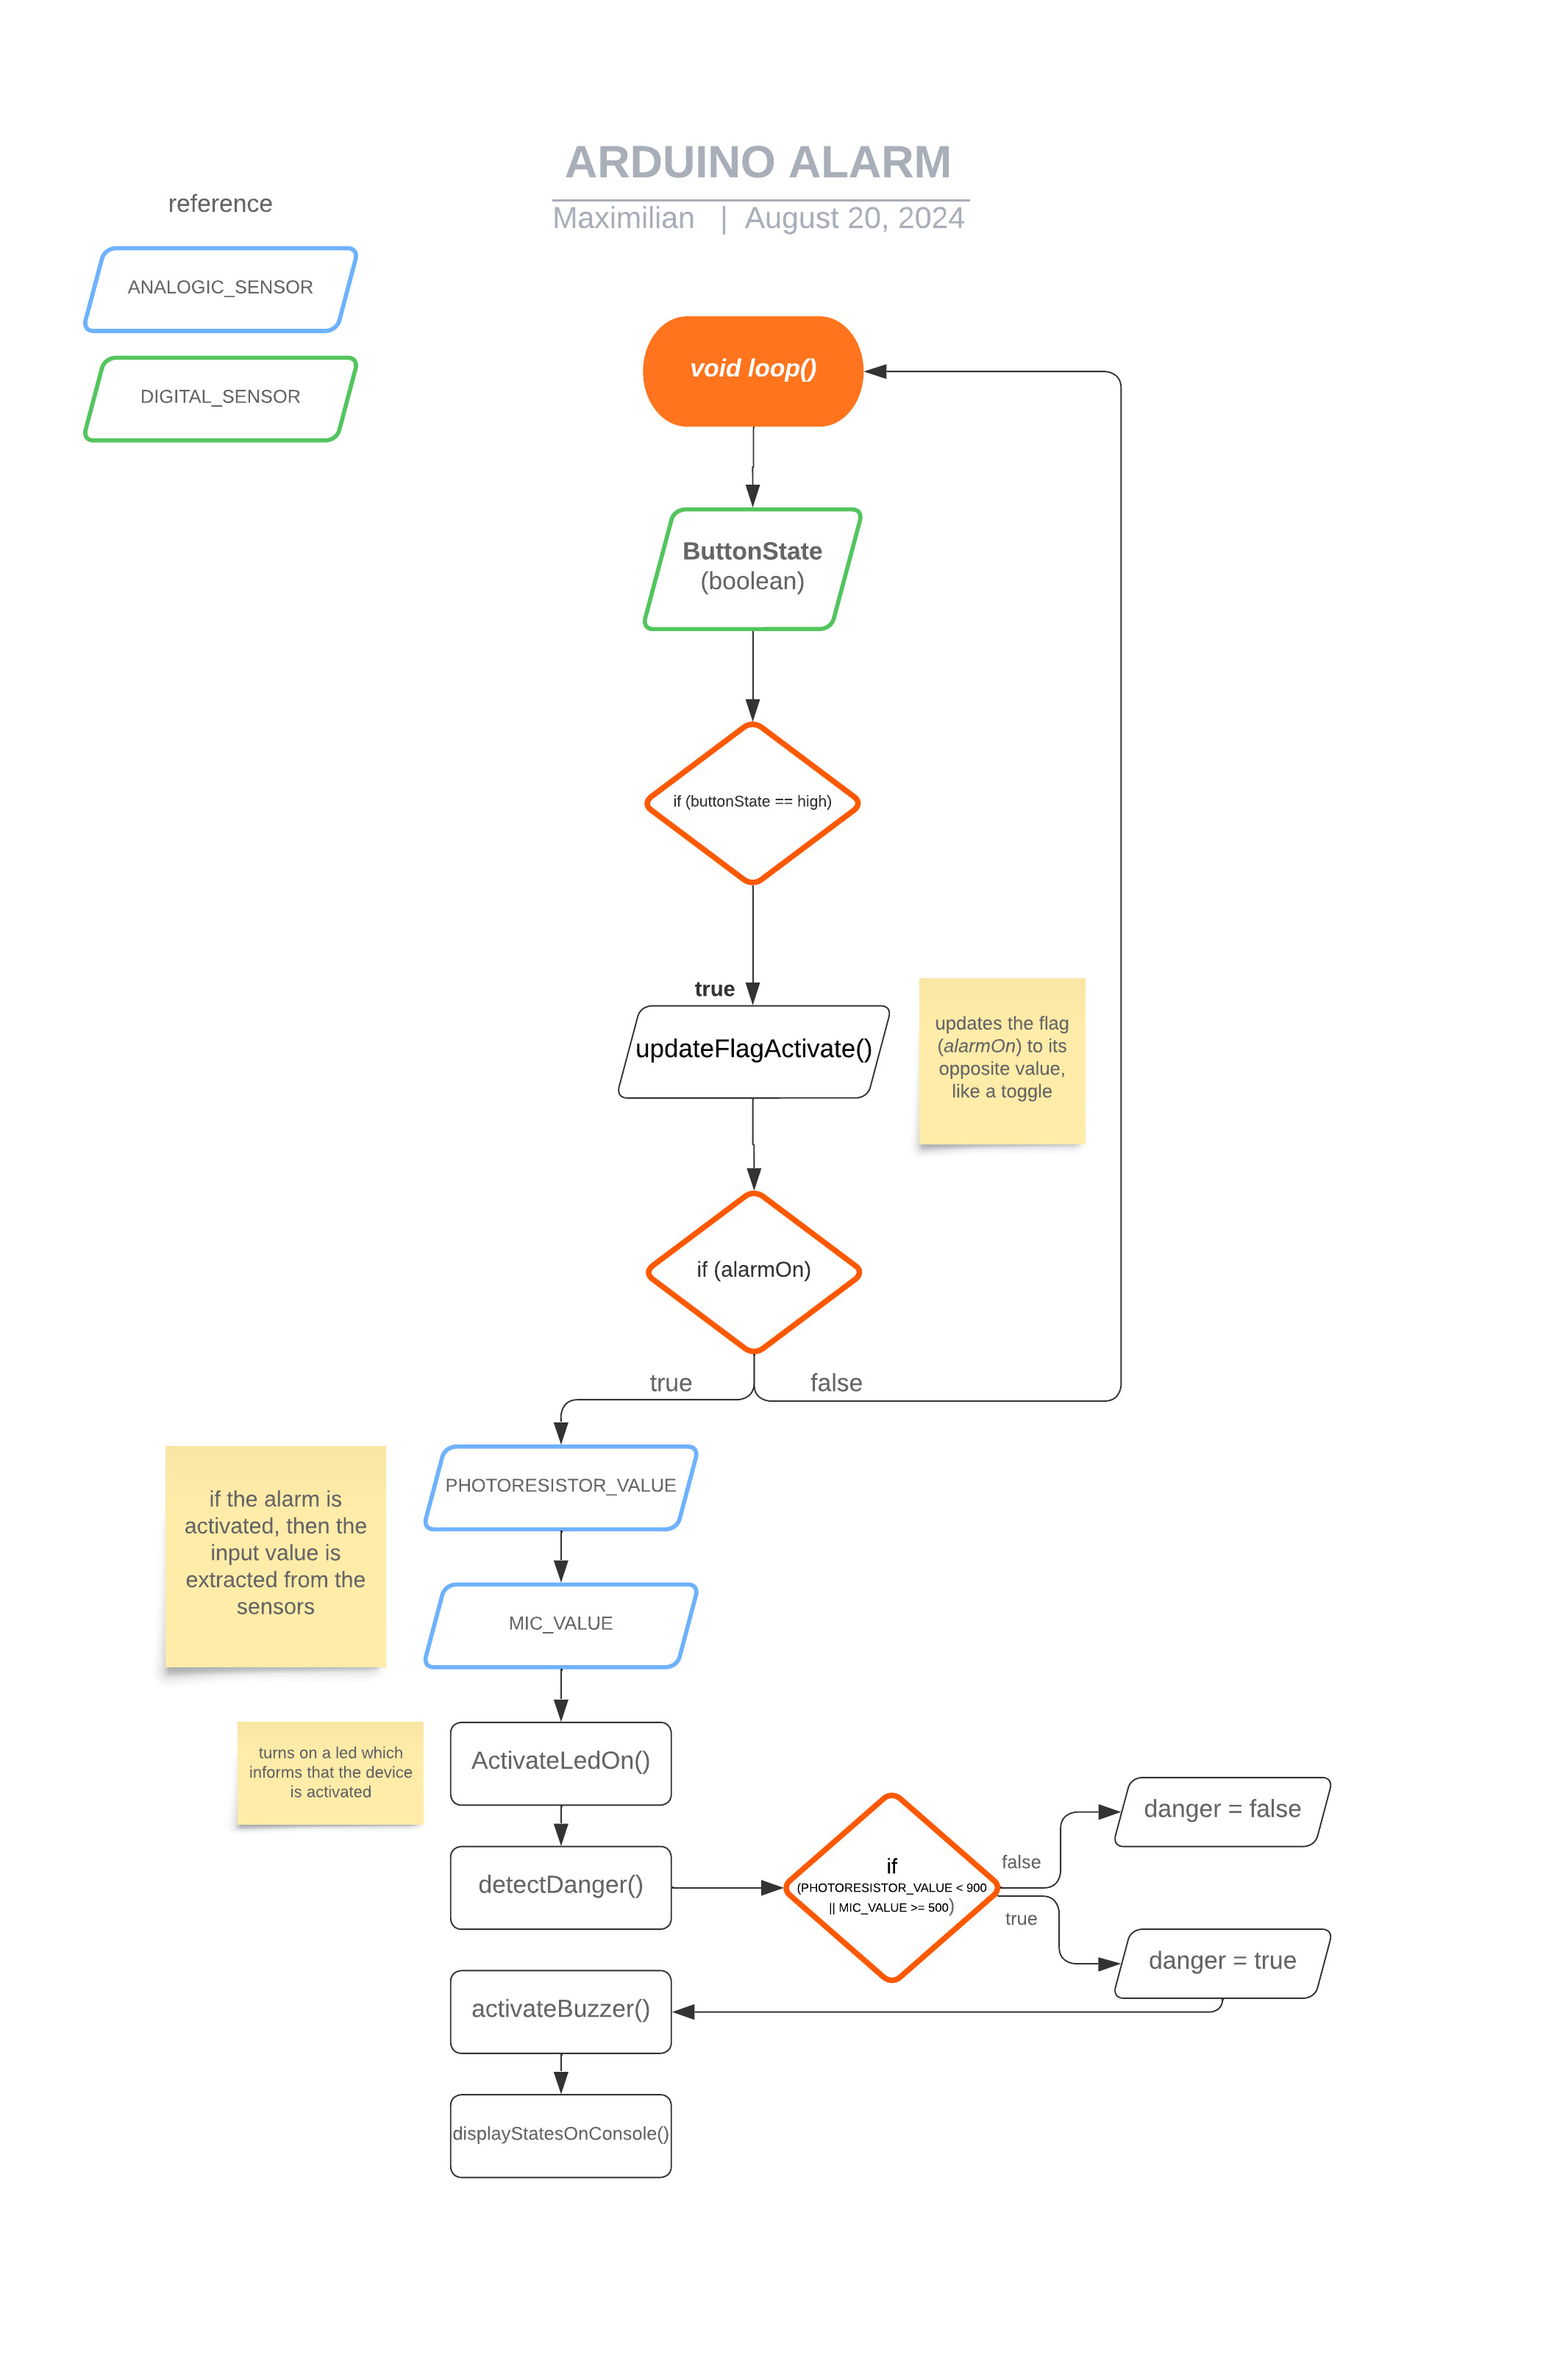 ARDUINO ALARM
Maximilian | August 20, 2024
reference
ANALOGIC_SENSOR
DIGITAL_SENSOR
void loop()
ButtonState
(boolean)
if (buttonState == high)
true
updateFlagActivate()
updates the flag
(alarmOn) to its
opposite value,
like a toggle
if (alarmOn)
true
false
PHOTORESISTOR_VALUE
if the alarm is
activated, then the
input value is
extracted from the
sensors
MIC_VALUE
ActivateLedOn()
turns on a led which
informs that the device
is activated
detectDanger()
if
(PHOTORESISTOR_VALUE < 900
|| MIC_VALUE >= 500)
false
true
danger = false
danger = true
activateBuzzer()
displayStatesOnConsole()